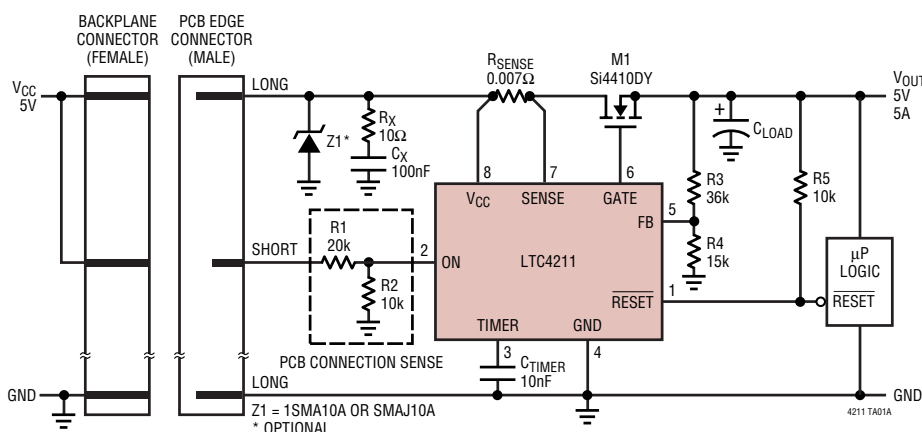 BACKPLANE
CONNECTOR
(FEMALE)
PCB EDGE
CONNECTOR
(MALE)
VCC
5V
LONG
Z1*
RX
10Ω
CX
100nF
RSENSE
0.007Ω
M1
Si4410DY
VOUT
5V
5A
+
CLOAD
8
7
6
VCC
SENSE
GATE
R3
36k
R5
10k
5
FB
R4
15k
SHORT
R1
20k
2
ON
LTC4211
R2
10k
µP
LOGIC
RESET
1
RESET
TIMER
GND
PCB CONNECTION SENSE
3
4
CTIMER
10nF
GND
LONG
GND
Z1 = 1SMA10A OR SMAJ10A
* OPTIONAL
4211 TA01A